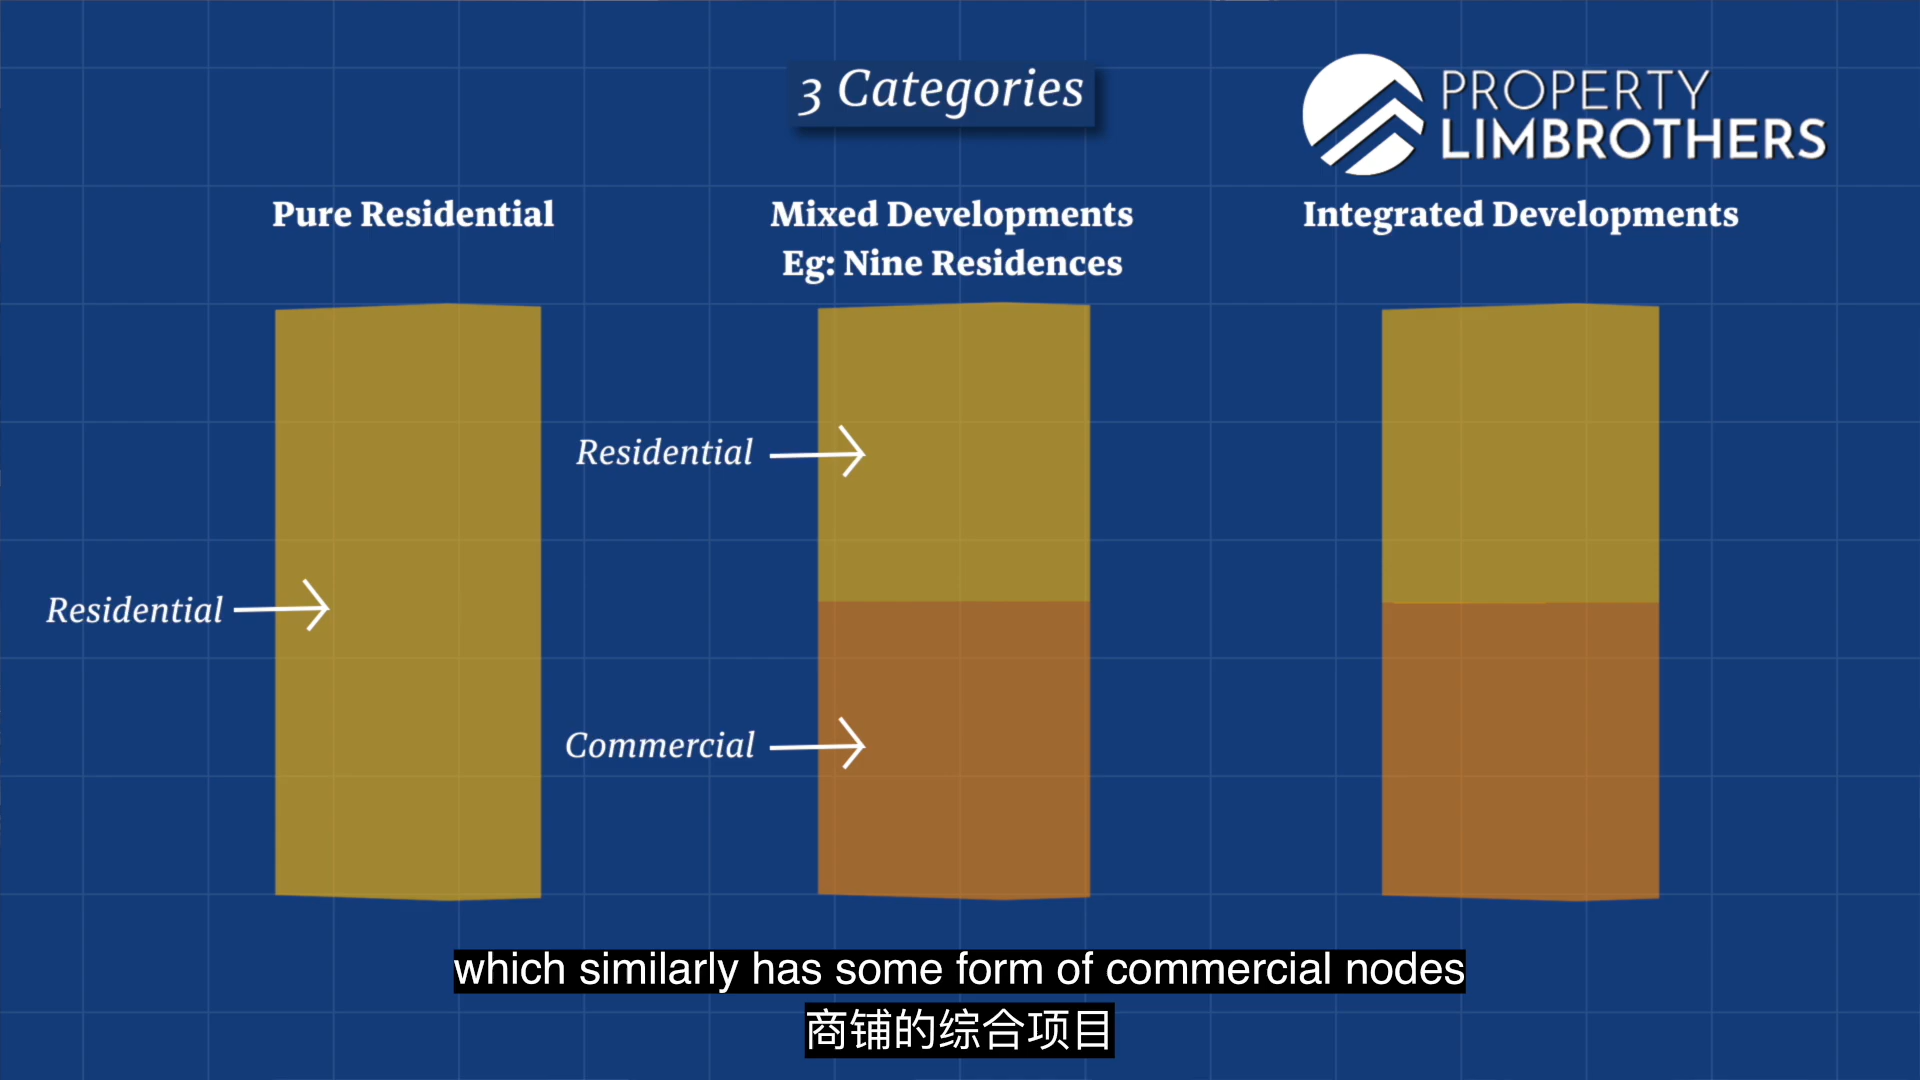 3 Categories
PROPERTY
LIMBROTHERS
Pure Residential
Mixed Developments
Eg: Nine Residences
Integrated Developments
Residential
Residential
Commercial
which similarly has some form of commercial nodes
商铺的综合项目